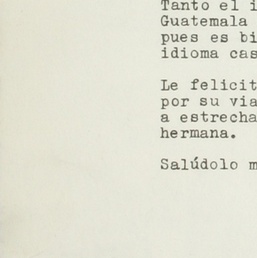 Tanto el i
Guatemala
pues es bi
idioma cas
Le felicit
por su via
a estrecha
hermana.
Salúdolo m